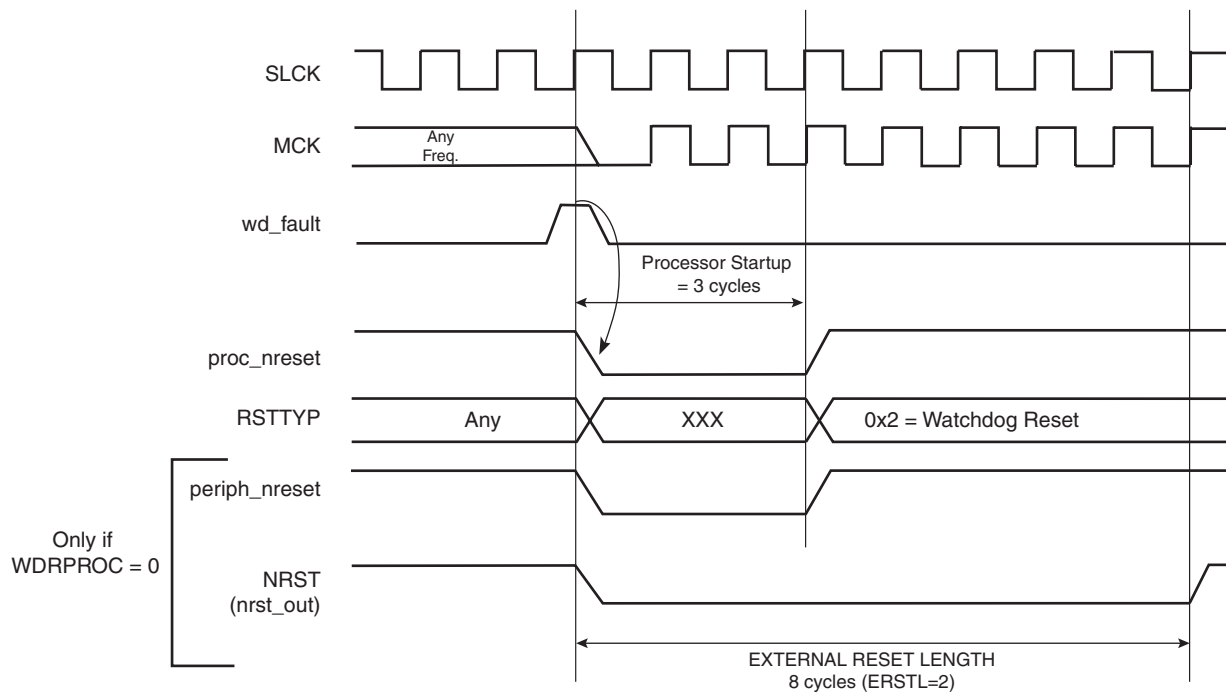 SLCK
MCK
Any
Freq.
wd_fault
Processor Startup
= 3 cycles
proc_nreset
RSTTYP
Any
XXX
0x2 = Watchdog Reset
periph_nreset
Only if
WDRPROC = 0
NRST
(nrst_out)
EXTERNAL RESET LENGTH
8 cycles (ERSTL=2)